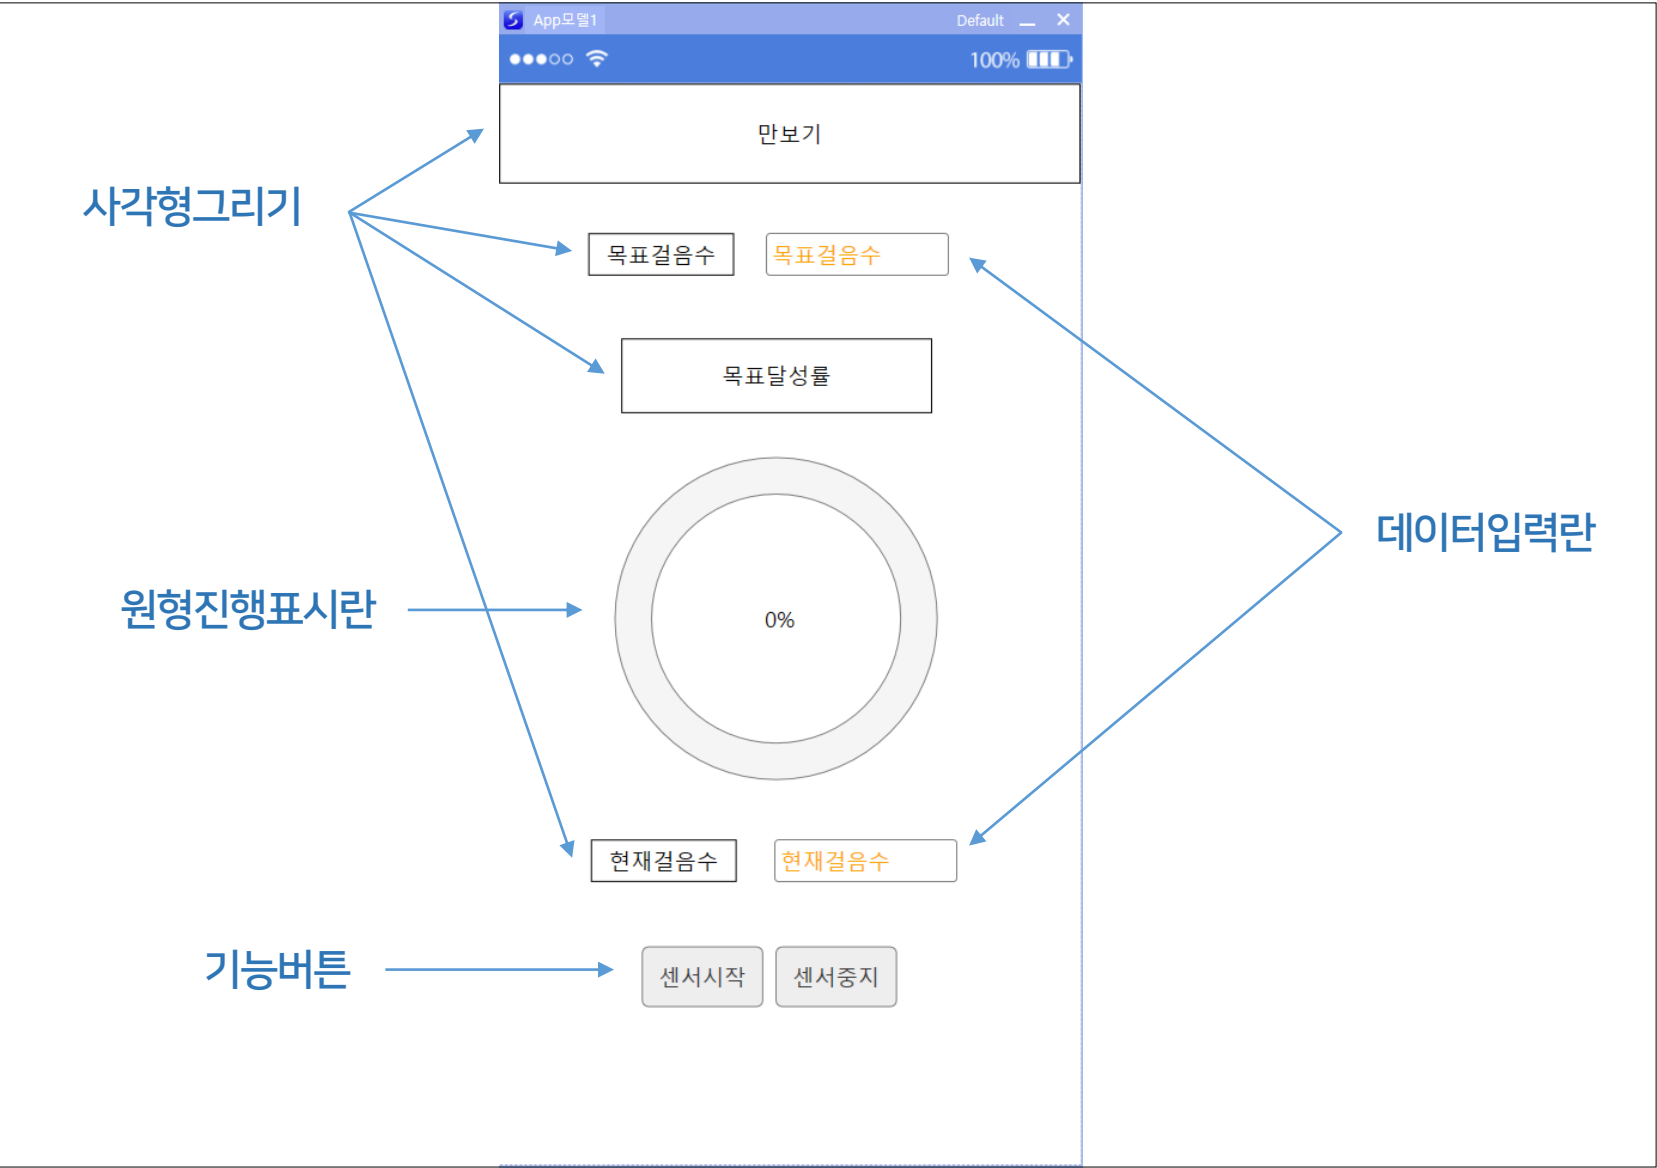 App모델1 Default
100%
만보기
사각형그리기
목표걸음수 목표걸음수
목표달성률
데이터입력란
원형진행표시란
0%
현재걸음수 현재걸음수
기능버튼
센서시작 센서중지